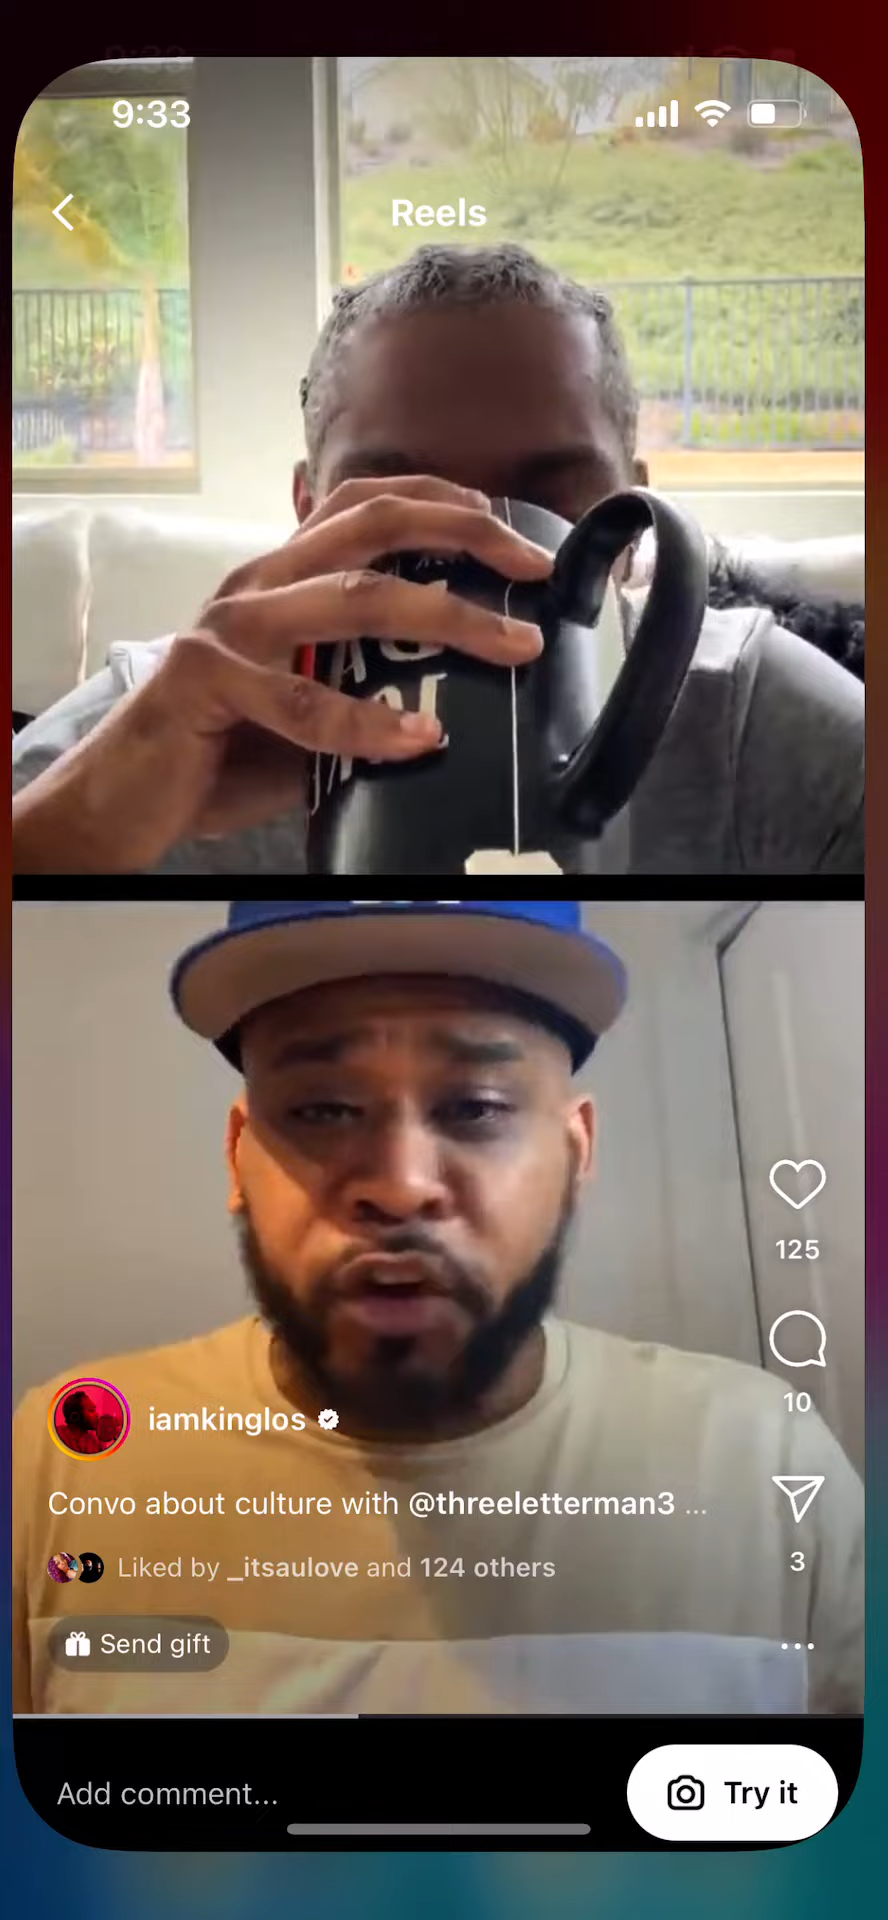 9:33
Reels
iamkinglos
125
10
Convo about culture with @threeletterman3 ...
3
Liked by _itsaulove and 124 others
Send gift
Add comment...
Try it